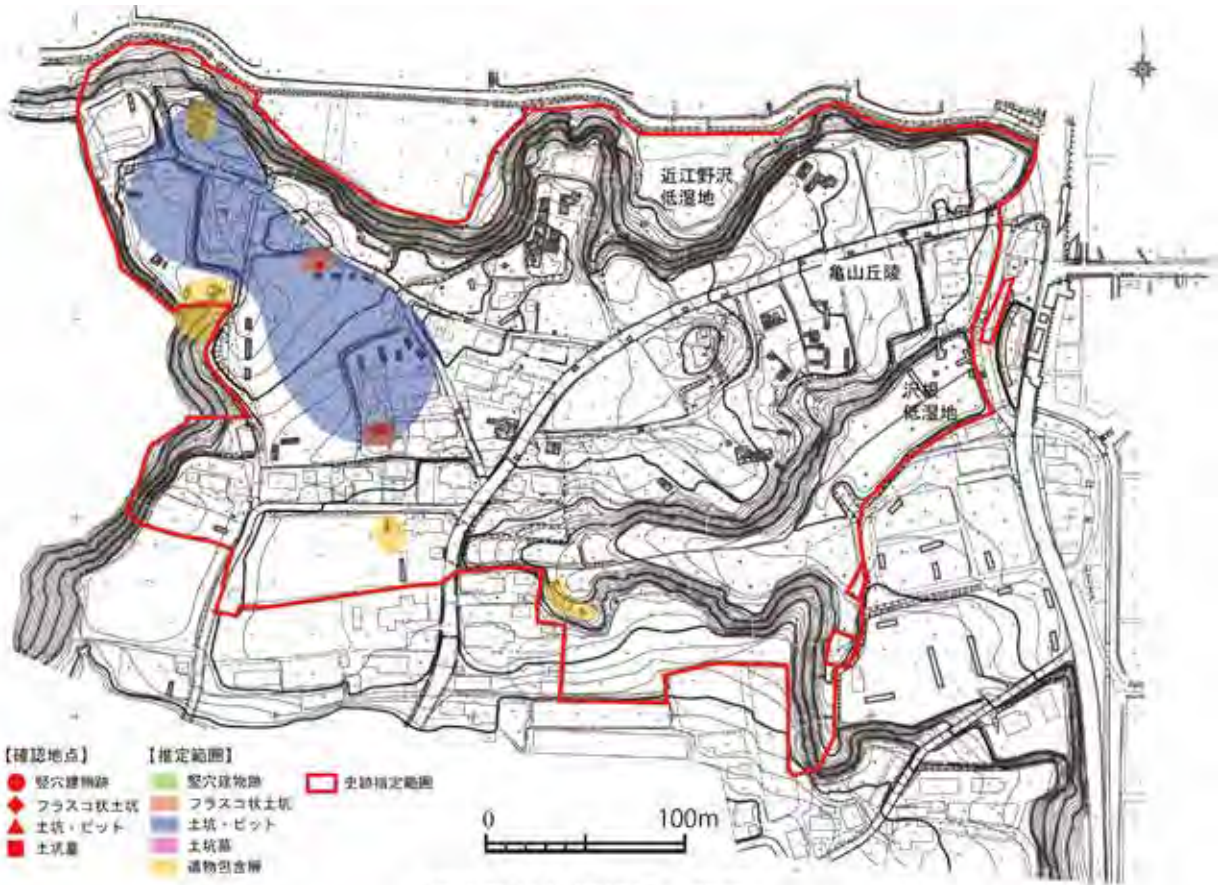 近江野沢
低湿地
亀山丘陵
沢根
低湿地
【確認地点】
竪穴建物跡
フラスコ状土坑
土坑・ピット
土坑墓
【推定範囲】
竪穴建物跡
フラスコ状土坑
土坑・ピット
土坑墓
遺物包含層
史跡指定範囲
0 100m